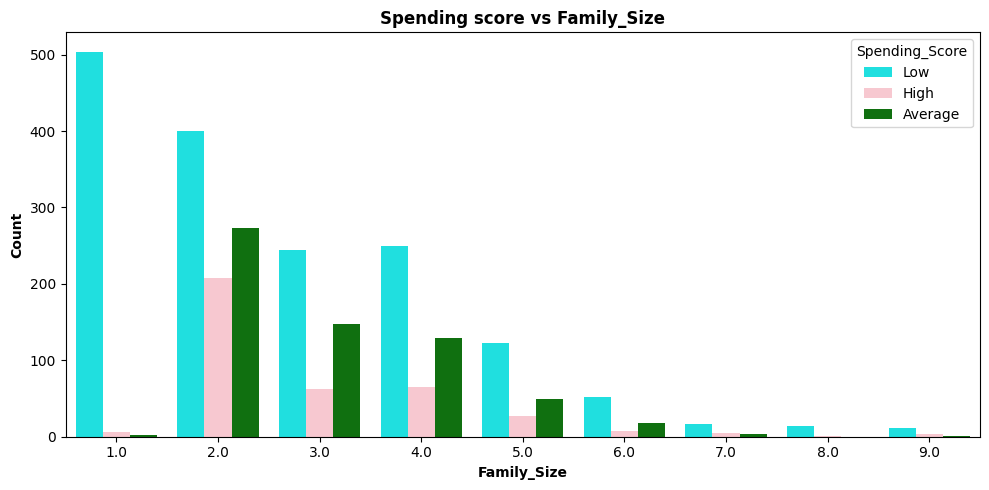 Spending score vs Family_Size
Spending_Score
Low
High
Average
500
400
300
200
100
0
Count
1.0 2.0 3.0 4.0 5.0 6.0 7.0 8.0 9.0
Family_Size